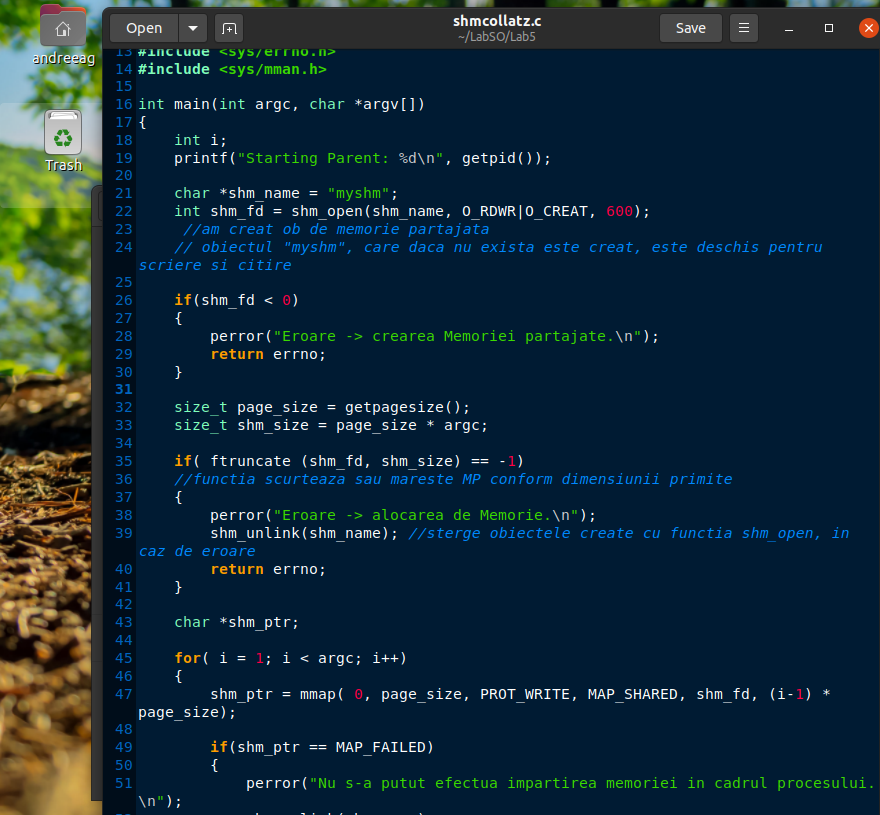 Open
shmcollatz.c
~/LabSO/Lab5
Save
andreeag
Trash
13 #include <sys/errno.h>
14 #include <sys/mman.h>
15
16 int main(int argc, char *argv[])
17 {
18     int i;
19     printf("Starting Parent: %d\n", getpid());
20
21     char *shm_name = "myshm";
22     int shm_fd = shm_open(shm_name, O_RDWR|O_CREAT, 600);
23      //am creat ob de memorie partajata
24     // obiectul "myshm", care daca nu exista este creat, este deschis pentru
scriere si citire
25
26     if(shm_fd < 0)
27     {
28         perror("Eroare -> crearea Memoriei partajate.\n");
29         return errno;
30     }
31
32     size_t page_size = getpagesize();
33     size_t shm_size = page_size * argc;
34
35     if( ftruncate (shm_fd, shm_size) == -1)
36     //functia scurteaza sau mareste MP conform dimensiunii primite
37     {
38         perror("Eroare -> alocarea de Memorie.\n");
39         shm_unlink(shm_name); //sterge obiectele create cu functia shm_open, in
caz de eroare
40         return errno;
41     }
42
43     char *shm_ptr;
44
45     for( i = 1; i < argc; i++)
46     {
47         shm_ptr = mmap( 0, page_size, PROT_WRITE, MAP_SHARED, shm_fd, (i-1) *
page_size);
48
49         if(shm_ptr == MAP_FAILED)
50         {
51             perror("Nu s-a putut efectua impartirea memoriei in cadrul procesului.
\n");